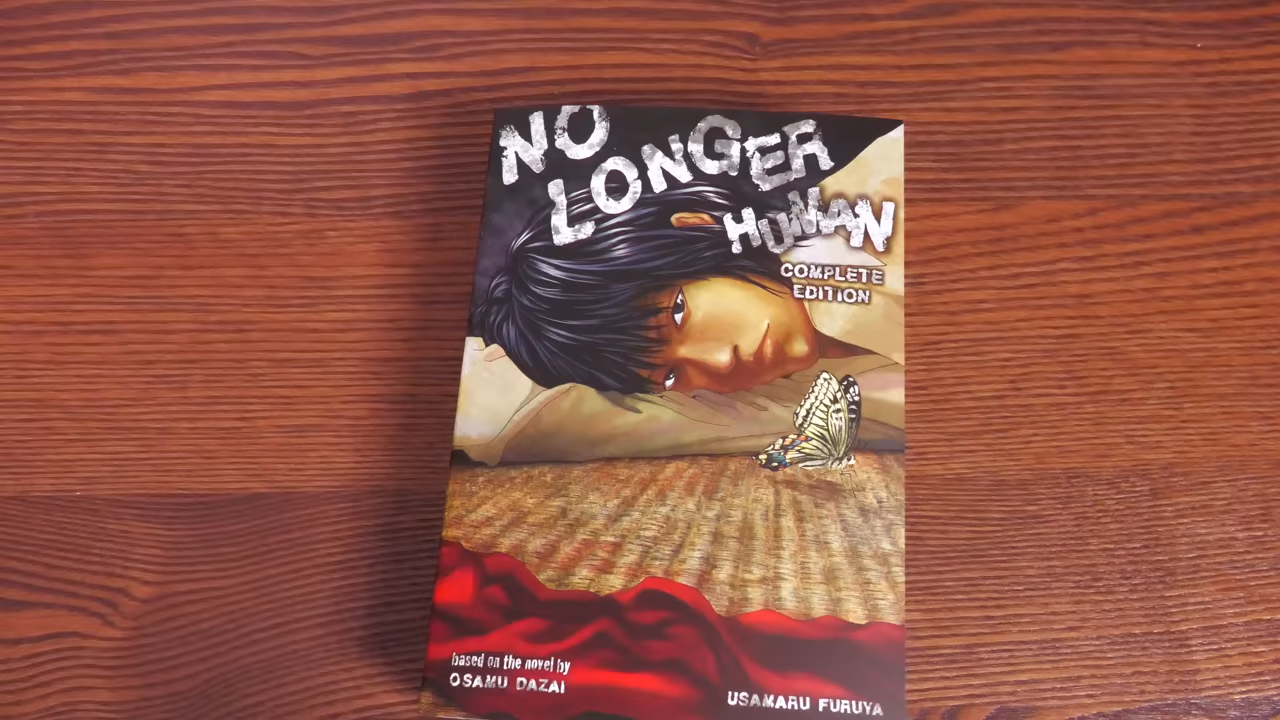 NO
LONGER
HUMAN
COMPLETE
EDITION
based on the novel by
OSAMU DAZAI
USAMARU FURUYA